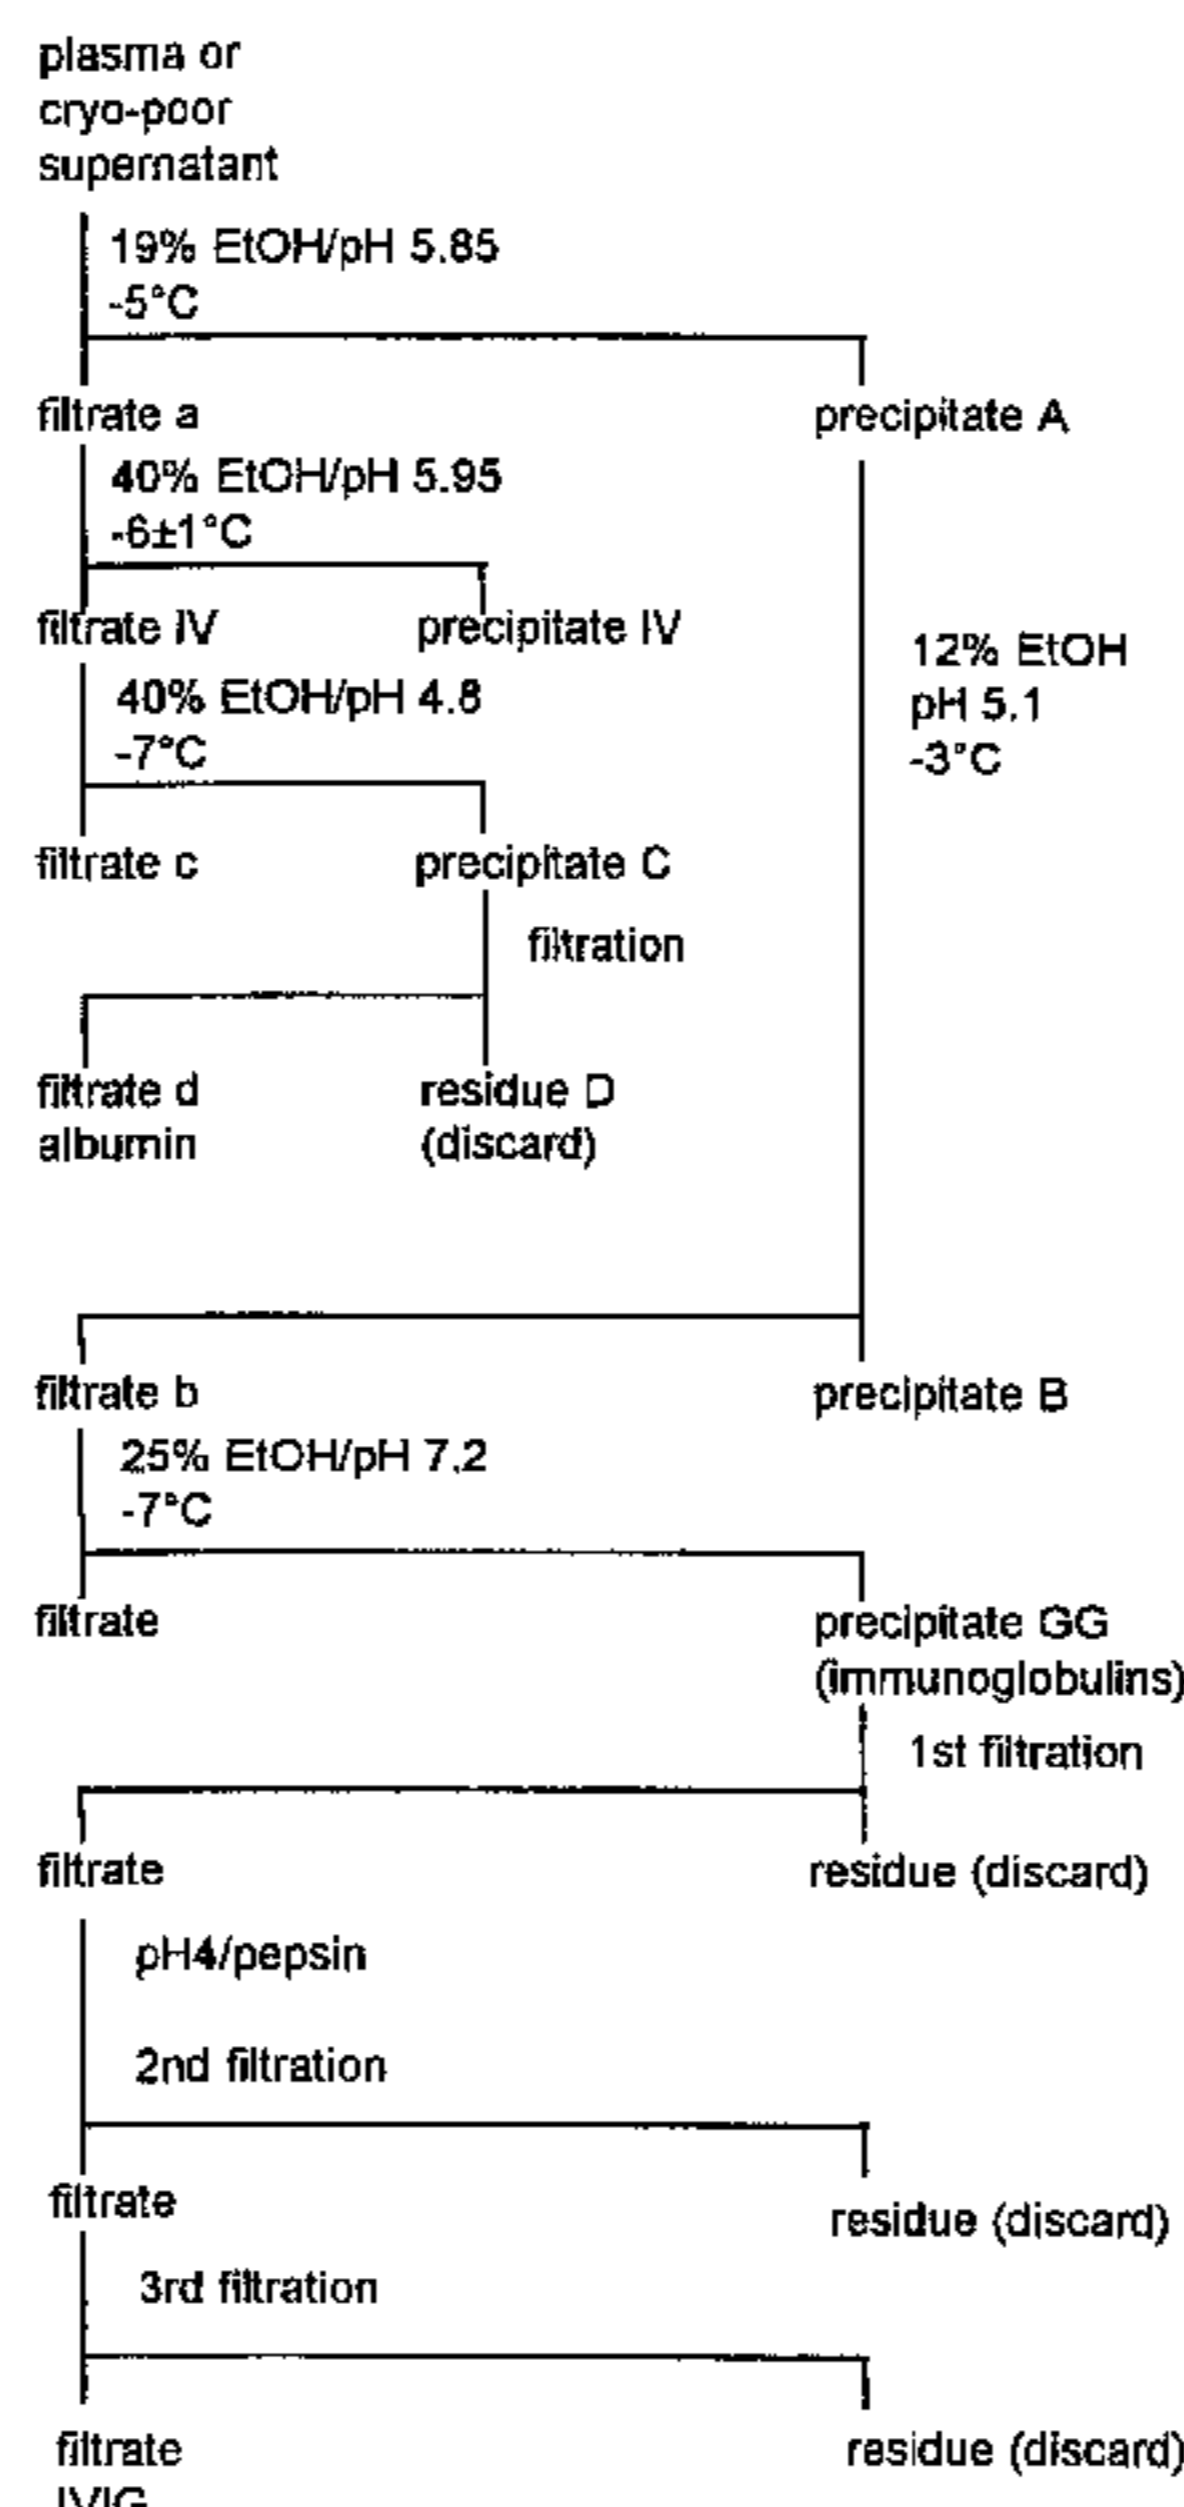 plasma or
cryo-poor
supernatant
19% EtOH/pH 5.85
-5°C
filtrate a
precipitate A
40% EtOH/pH 5.95
-6±1°C
filtrate IV
precipitate IV
12% EtOH
pH 5.1
-3°C
40% EtOH/pH 4.8
-7°C
filtrate c
precipitate C
filtration
filtrate d
albumin
residue D
(discard)
filtrate b
precipitate B
25% EtOH/pH 7.2
-7°C
filtrate
precipitate GG
(immunoglobulins)
1st filtration
filtrate
residue (discard)
pH4/pepsin
2nd filtration
filtrate
residue (discard)
3rd filtration
filtrate
IVIG
residue (discard)